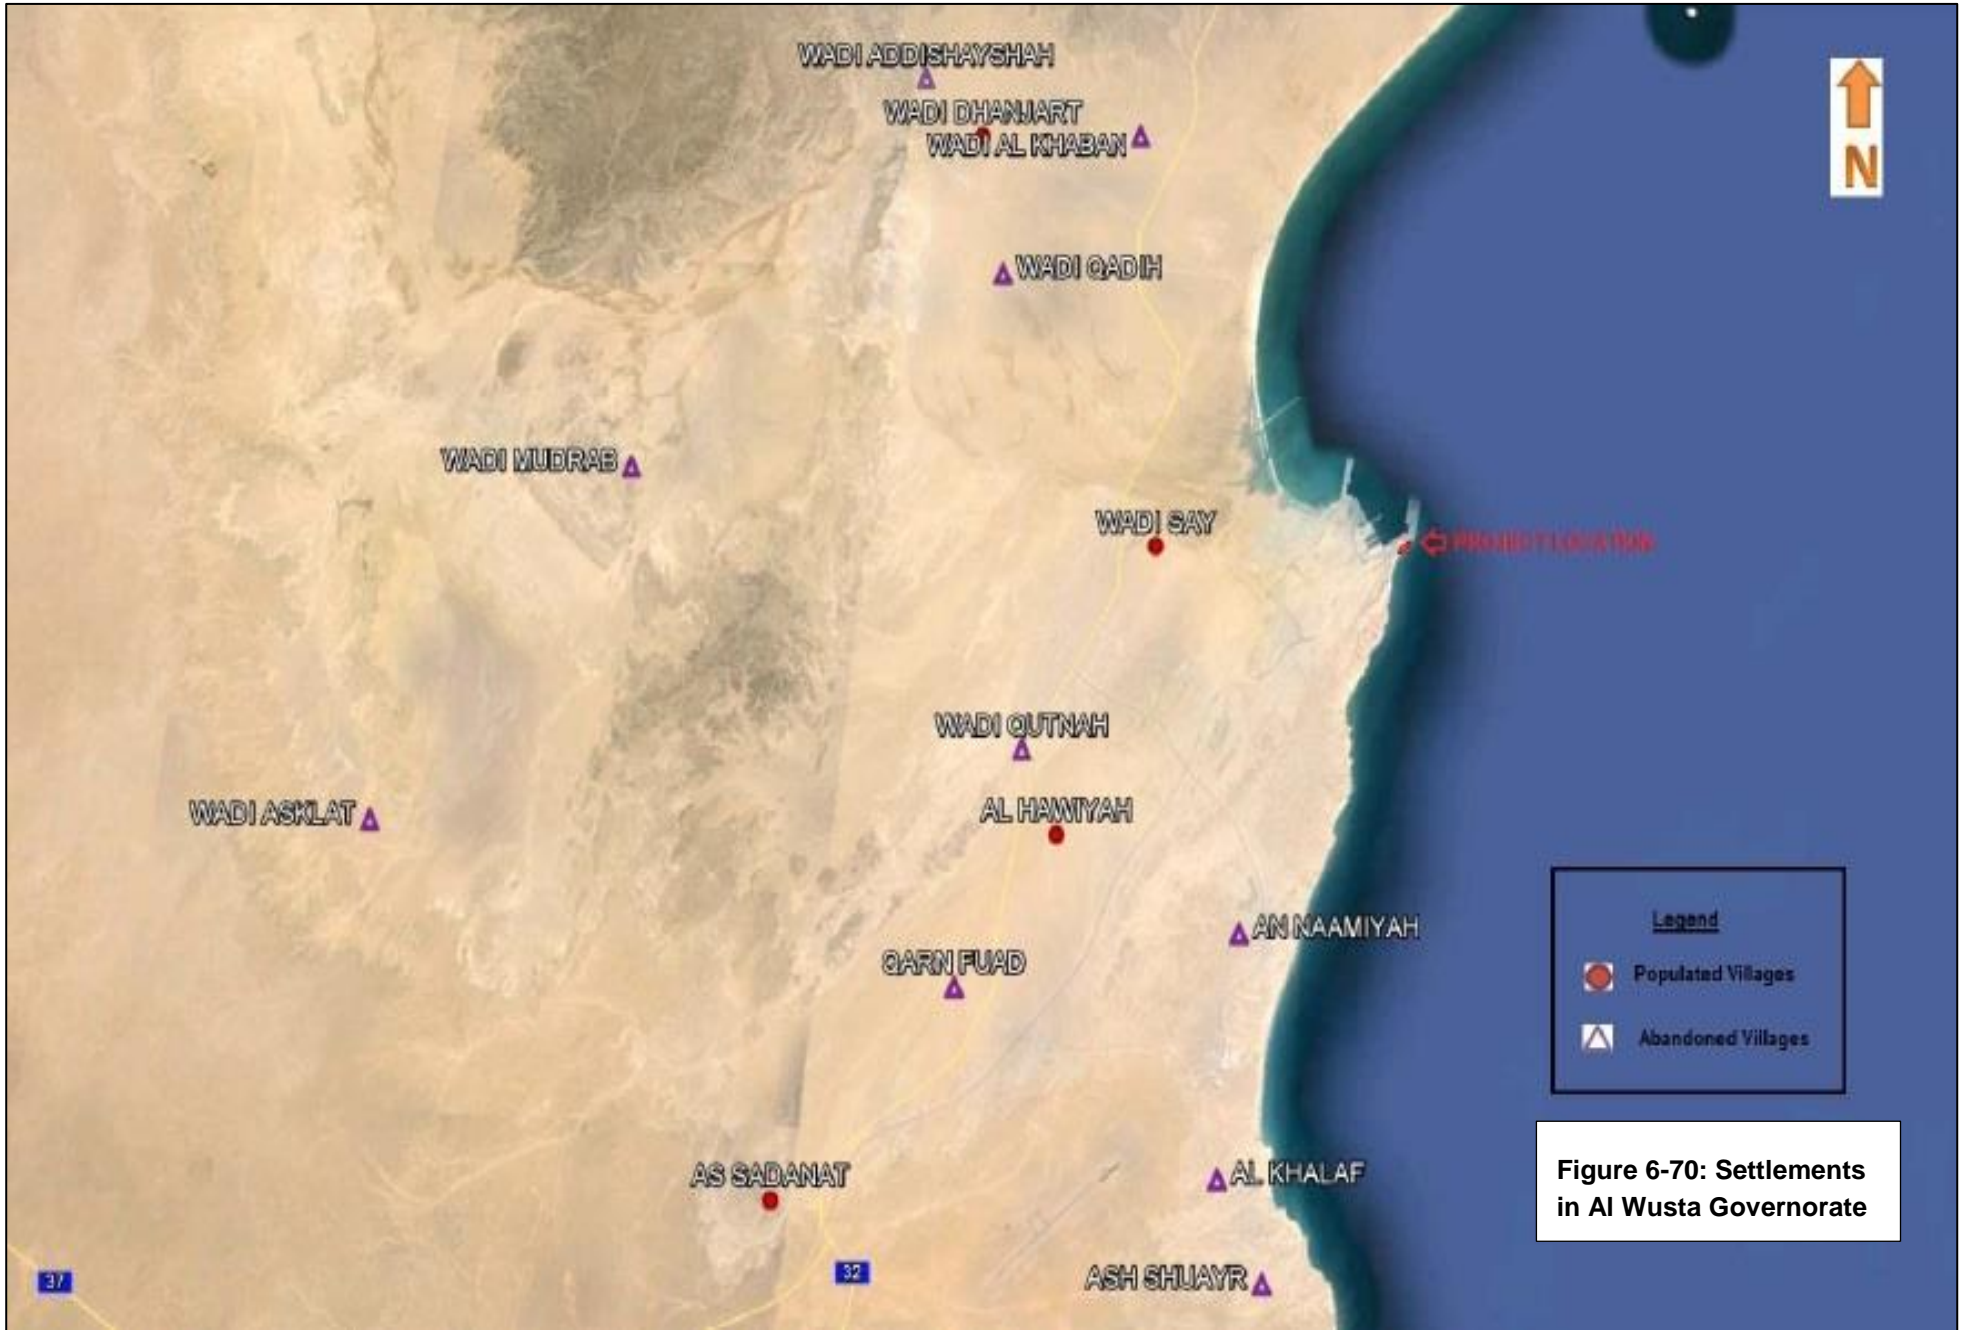 WADI ADDISHAYSHAH
WADI DHANJART
WADI AL KHABAN
N
WADI QADIH
WADI MUDRAB
WADI SAY
PROJECT LOCATION
WADI QUTNAH
WADI ASKLAT
AL HAWIYAH
AN NAAMIYAH
QARN FUAD
Legend
Populated Villages
Abandoned Villages
AS SADANAT
AL KHALAF
Figure 6-70: Settlements
in Al Wusta Governorate
37
32
ASH SHUAYR